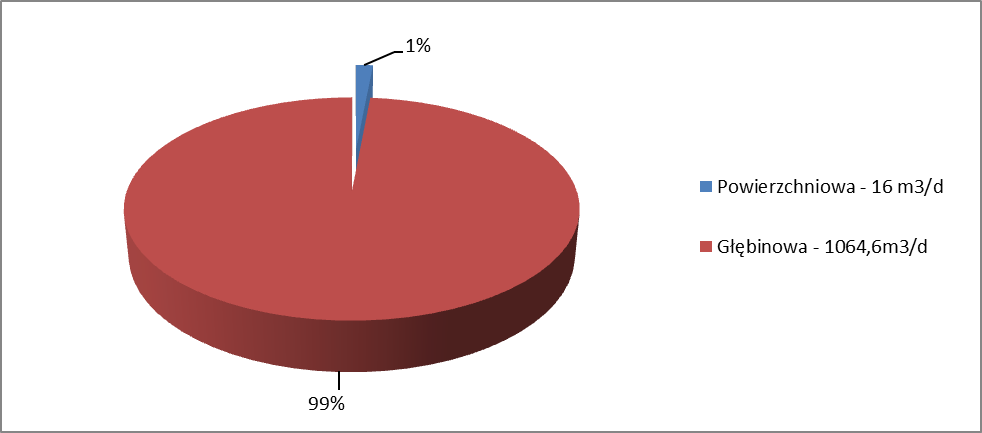 1%
Powierzchniowa - 16 m3/d
Głębinowa - 1064,6m3/d
99%